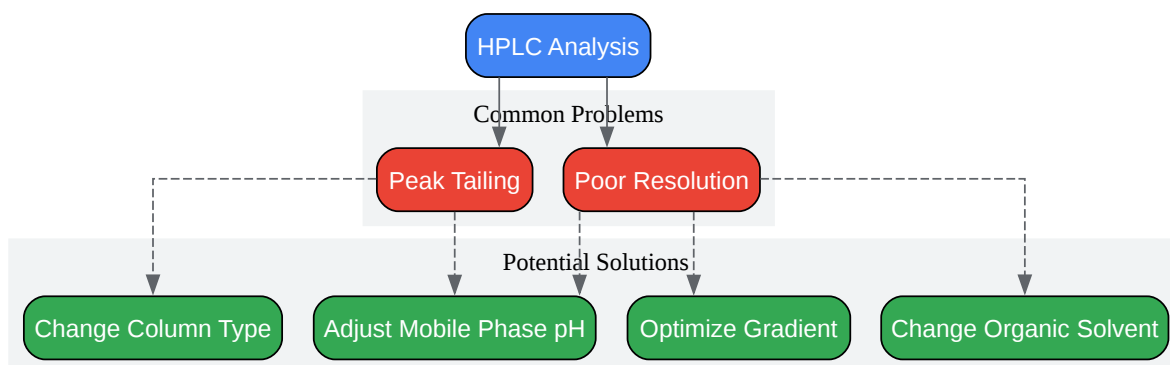 HPLC Analysis
Common Problems
Peak Tailing
Poor Resolution
Potential Solutions
Change Column Type
Adjust Mobile Phase pH
Optimize Gradient
Change Organic Solvent